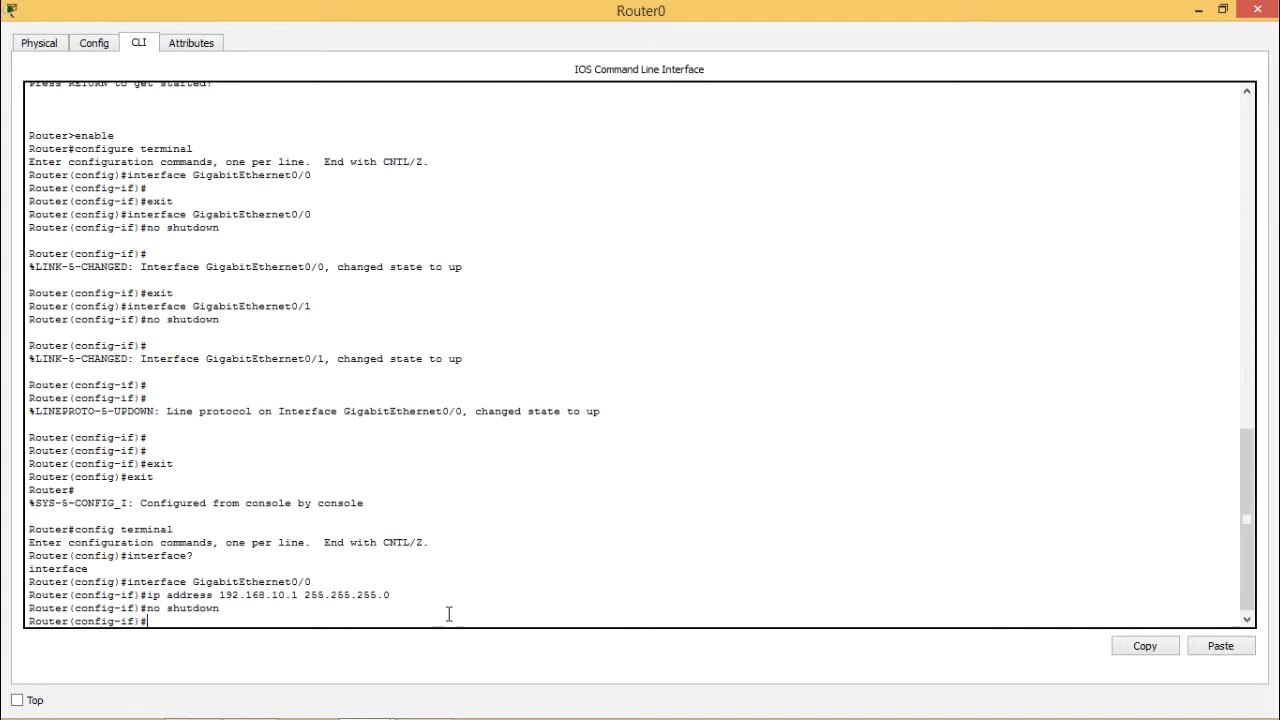 Router0
Physical Config CLI Attributes
IOS Command Line Interface
Press RETURN to get started!
Router>enable
Router#configure terminal
Enter configuration commands, one per line.  End with CNTL/Z.
Router(config)#interface GigabitEthernet0/0
Router(config-if)#
Router(config-if)#exit
Router(config)#interface GigabitEthernet0/0
Router(config-if)#no shutdown
Router(config-if)#
%LINK-5-CHANGED: Interface GigabitEthernet0/0, changed state to up
Router(config-if)#exit
Router(config)#interface GigabitEthernet0/1
Router(config-if)#no shutdown
Router(config-if)#
%LINK-5-CHANGED: Interface GigabitEthernet0/1, changed state to up
Router(config-if)#
Router(config-if)#
%LINEPROTO-5-UPDOWN: Line protocol on Interface GigabitEthernet0/0, changed state to up
Router(config-if)#
Router(config-if)#
Router(config-if)#exit
Router(config)#exit
Router#
%SYS-5-CONFIG_I: Configured from console by console
Router#config terminal
Enter configuration commands, one per line.  End with CNTL/Z.
Router(config)#interface?
interface
Router(config)#interface GigabitEthernet0/0
Router(config-if)#ip address 192.168.10.1 255.255.255.0
Router(config-if)#no shutdown
Router(config-if)#
Copy Paste
Top